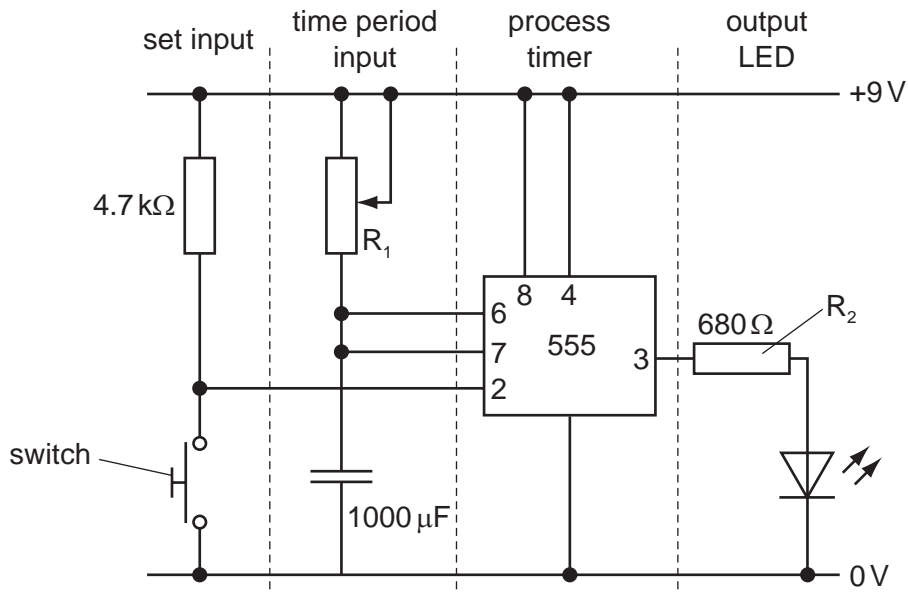 set input
time period
input
process
timer
output
LED
+9 V
4.7 kΩ
R1
8 4
6
7
2
555
3
680 Ω
R2
switch
1000 µF
0 V